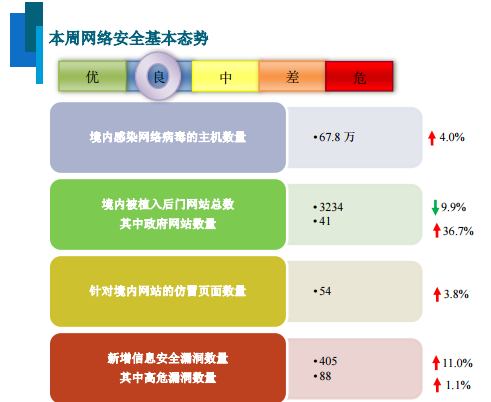 本周网络安全基本态势
优 良 中 差 危
境内感染网络病毒的主机数量
•67.8 万
4.0%
境内被植入后门网站总数
其中政府网站数量
•3234
•41
9.9%
36.7%
针对境内网站的仿冒页面数量
•54
3.8%
新增信息安全漏洞数量
其中高危漏洞数量
•405
•88
11.0%
1.1%